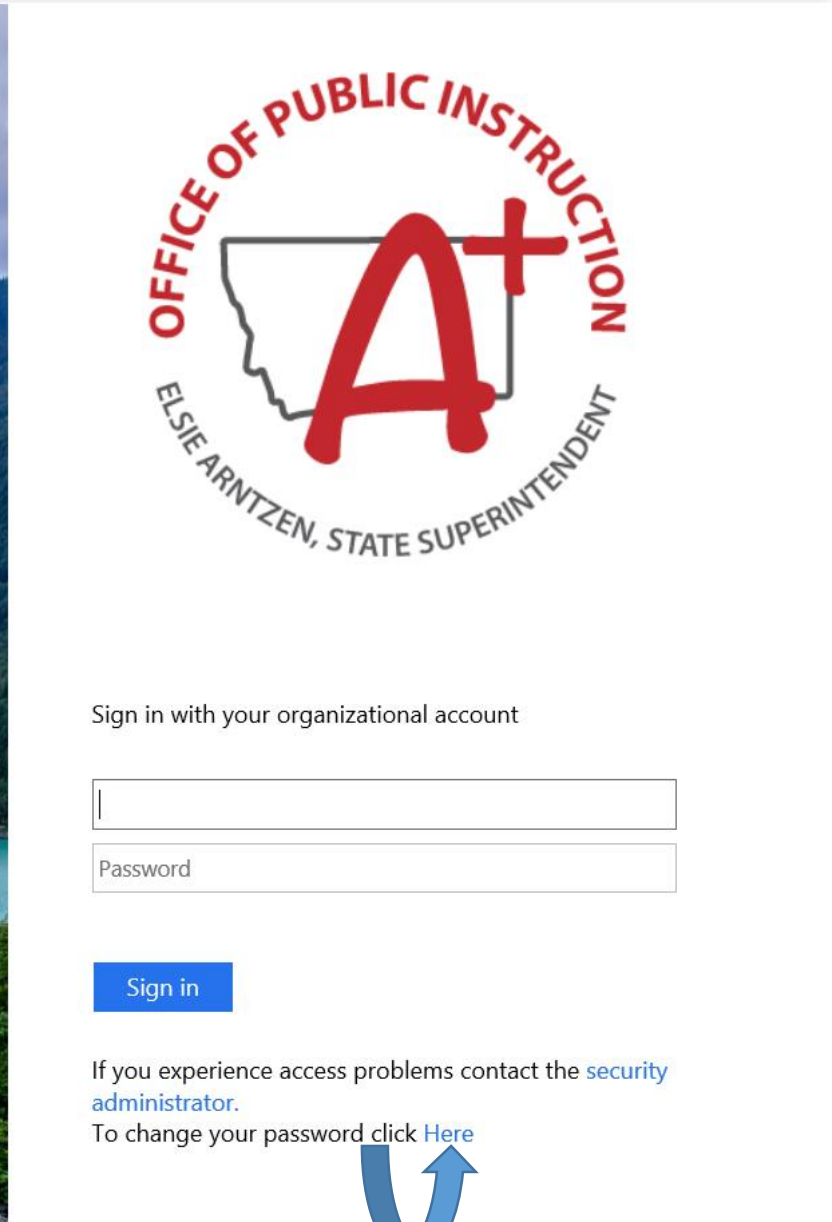 OFFICE OF PUBLIC INSTRUCTION
A+
ELSIE ARNTZEN, STATE SUPERINTENDENT
Sign in with your organizational account
Password
Sign in
If you experience access problems contact the security
administrator.
To change your password click Here